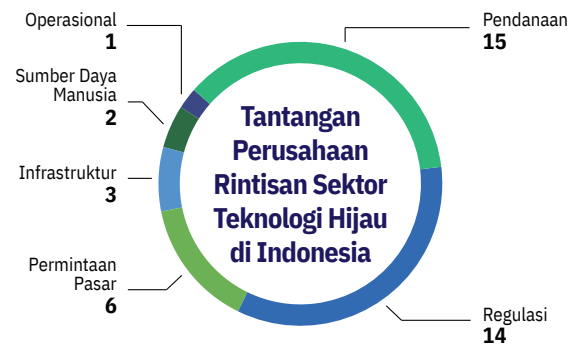 Operasional
1
Sumber Daya
Manusia
2
Infrastruktur
3
Permintaan
Pasar
6
Tantangan
Perusahaan
Rintisan Sektor
Teknologi Hijau
di Indonesia
Pendanaan
15
Regulasi
14